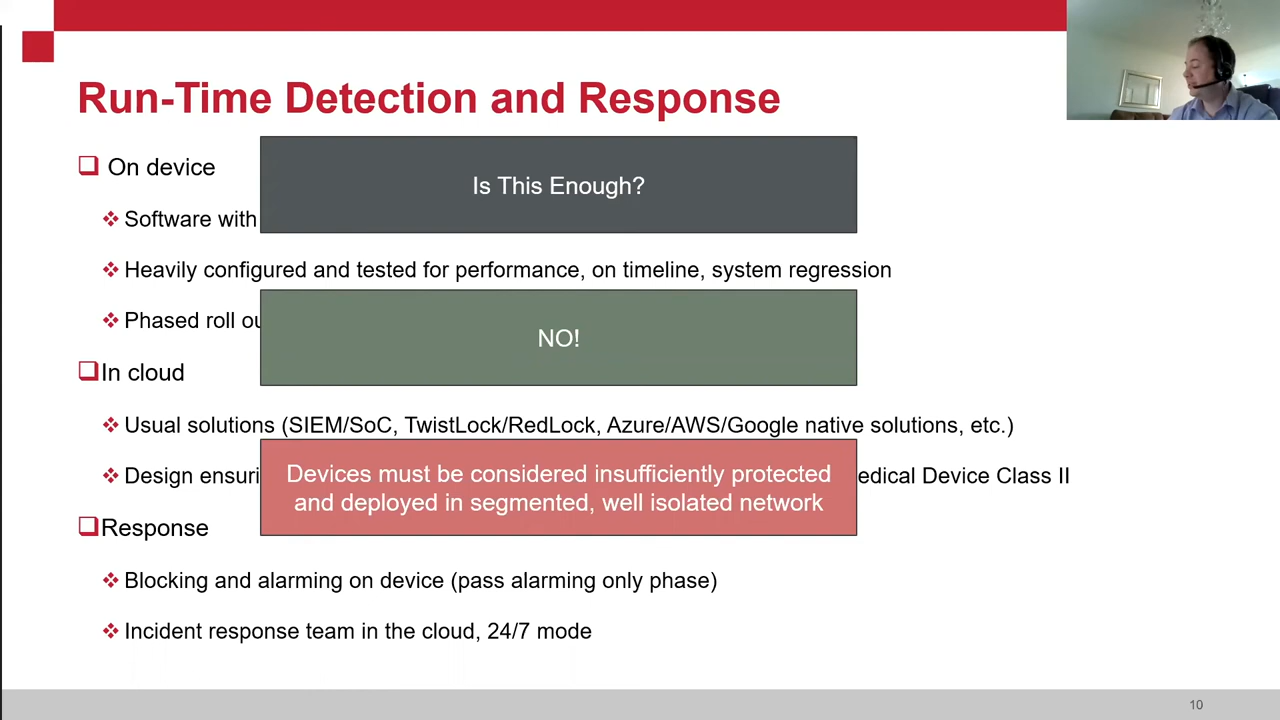 Run-Time Detection and Response
On device
Is This Enough?
Software with
Heavily configured and tested for performance, on timeline, system regression
Phased roll
NO!
In cloud
Usual solutions (SIEM/SoC, TwistLock/RedLock, Azure/AWS/Google native solutions, etc.)
Design
Devices must be considered insufficiently protected
and deployed in segmented, well isolated network
Device Class II
Response
Blocking and alarming on device (pass alarming only phase)
Incident response team in the cloud, 24/7 mode
10